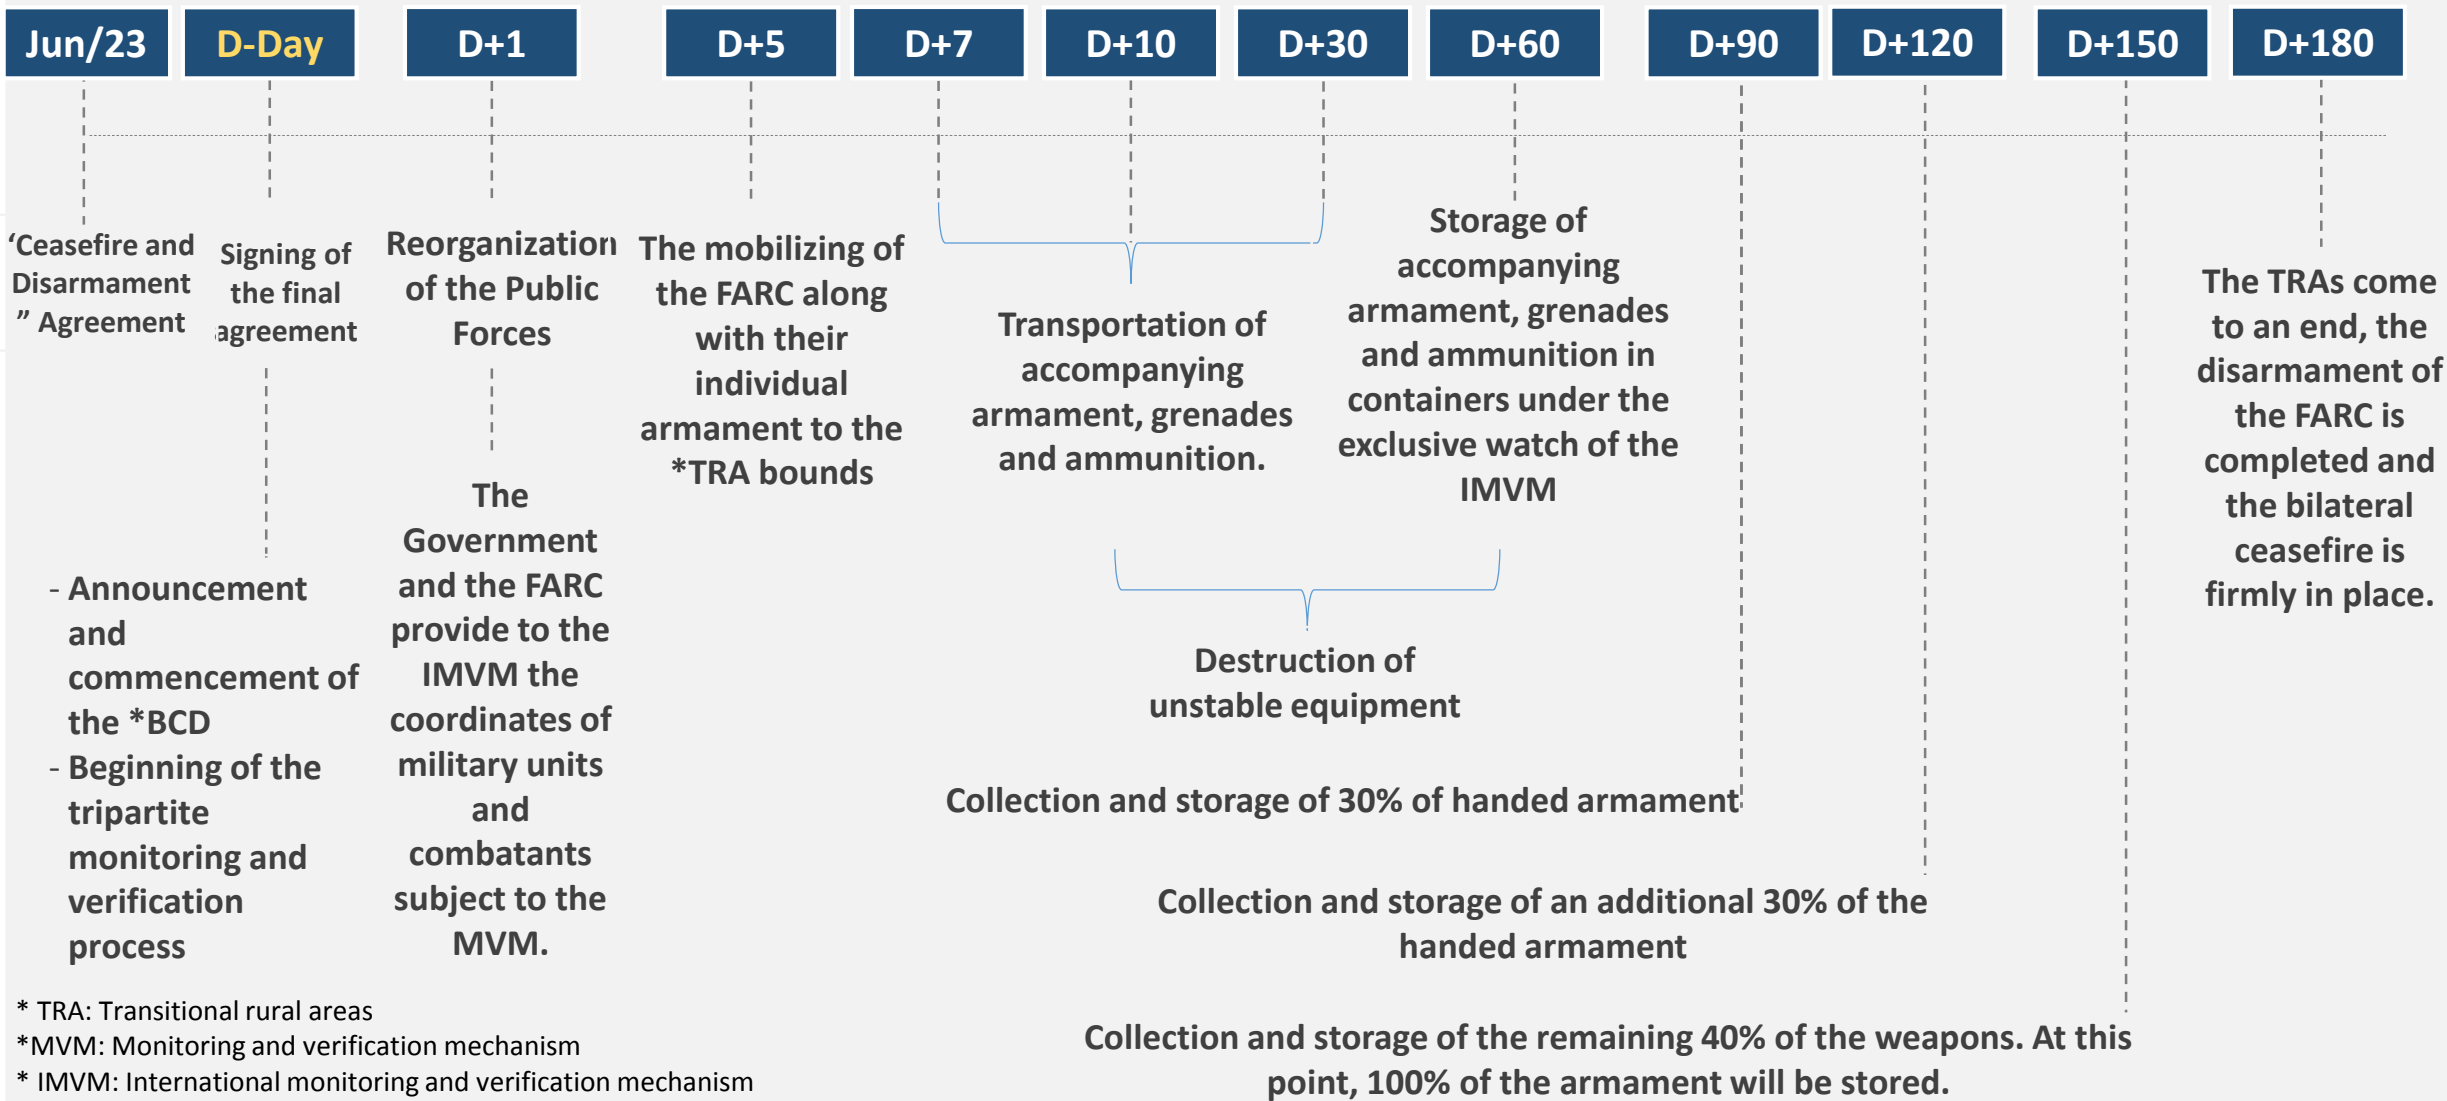 Jun/23
D-Day
D+1
D+5
D+7
D+10
D+30
D+60
D+90
D+120
D+150
D+180
‘Ceasefire and
Disarmament
” Agreement
Signing of
the final
agreement
- Announcement
and
commencement of
the *BCD
- Beginning of the
tripartite
monitoring and
verification
process
Reorganization
of the Public
Forces
The
Government
and the FARC
provide to the
IMVM the
coordinates of
military units
and
combatants
subject to the
MVM.
The mobilizing of
the FARC along
with their
individual
armament to the
*TRA bounds
Transportation of
accompanying
armament, grenades
and ammunition.
Storage of
accompanying
armament, grenades
and ammunition in
containers under the
exclusive watch of the
IMVM
Destruction of
unstable equipment
Collection and storage of 30% of handed armament
Collection and storage of an additional 30% of the
handed armament
Collection and storage of the remaining 40% of the weapons. At this
point, 100% of the armament will be stored.
The TRAs come
to an end, the
disarmament of
the FARC is
completed and
the bilateral
ceasefire is
firmly in place.
* TRA: Transitional rural areas
*MVM: Monitoring and verification mechanism
* IMVM: International monitoring and verification mechanism